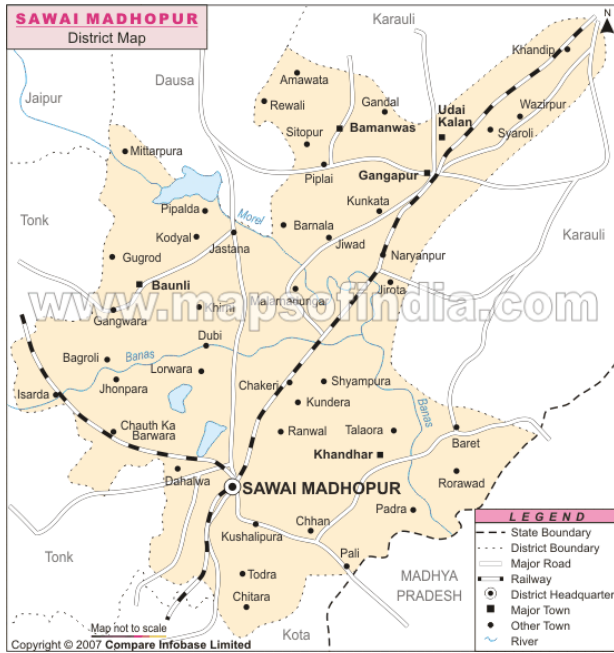 SAWAI MADHOPUR
District Map
N
Karauli
Dausa
Jaipur
Khandip
Amawata
Rewali
Gandal
Udai
Kalan
Wazirpur
Sitopur
Bamanwas
Syaroli
Mittarpura
Piplai
Gangapur
Tonk
Pipalda
Morel
Kunkata
Karauli
Kodyal
Jastana
Barnala
Jiwad
Gugrod
Naryanpur
Baunli
Jirota
www.mapsofindia.com
Gangwara
Dubi
Bagroli
Banas
Lorwara
Jhonpara
Chakeri
Shyampura
Isarda
Kundera
Banas
Chauth Ka
Barwara
Ranwal
Talaora
Baret
Khandhar
Dahalwa
Rorawad
SAWAI MADHOPUR
Padra
Chhan
Kushalipura
Tonk
Pali
Todra
MADHYA
PRADESH
Chitara
Kota
LEGEND
State Boundary
District Boundary
Major Road
Railway
District Headquarter
Major Town
Other Town
River
Map not to scale
Copyright © 2007 Compare Infobase Limited